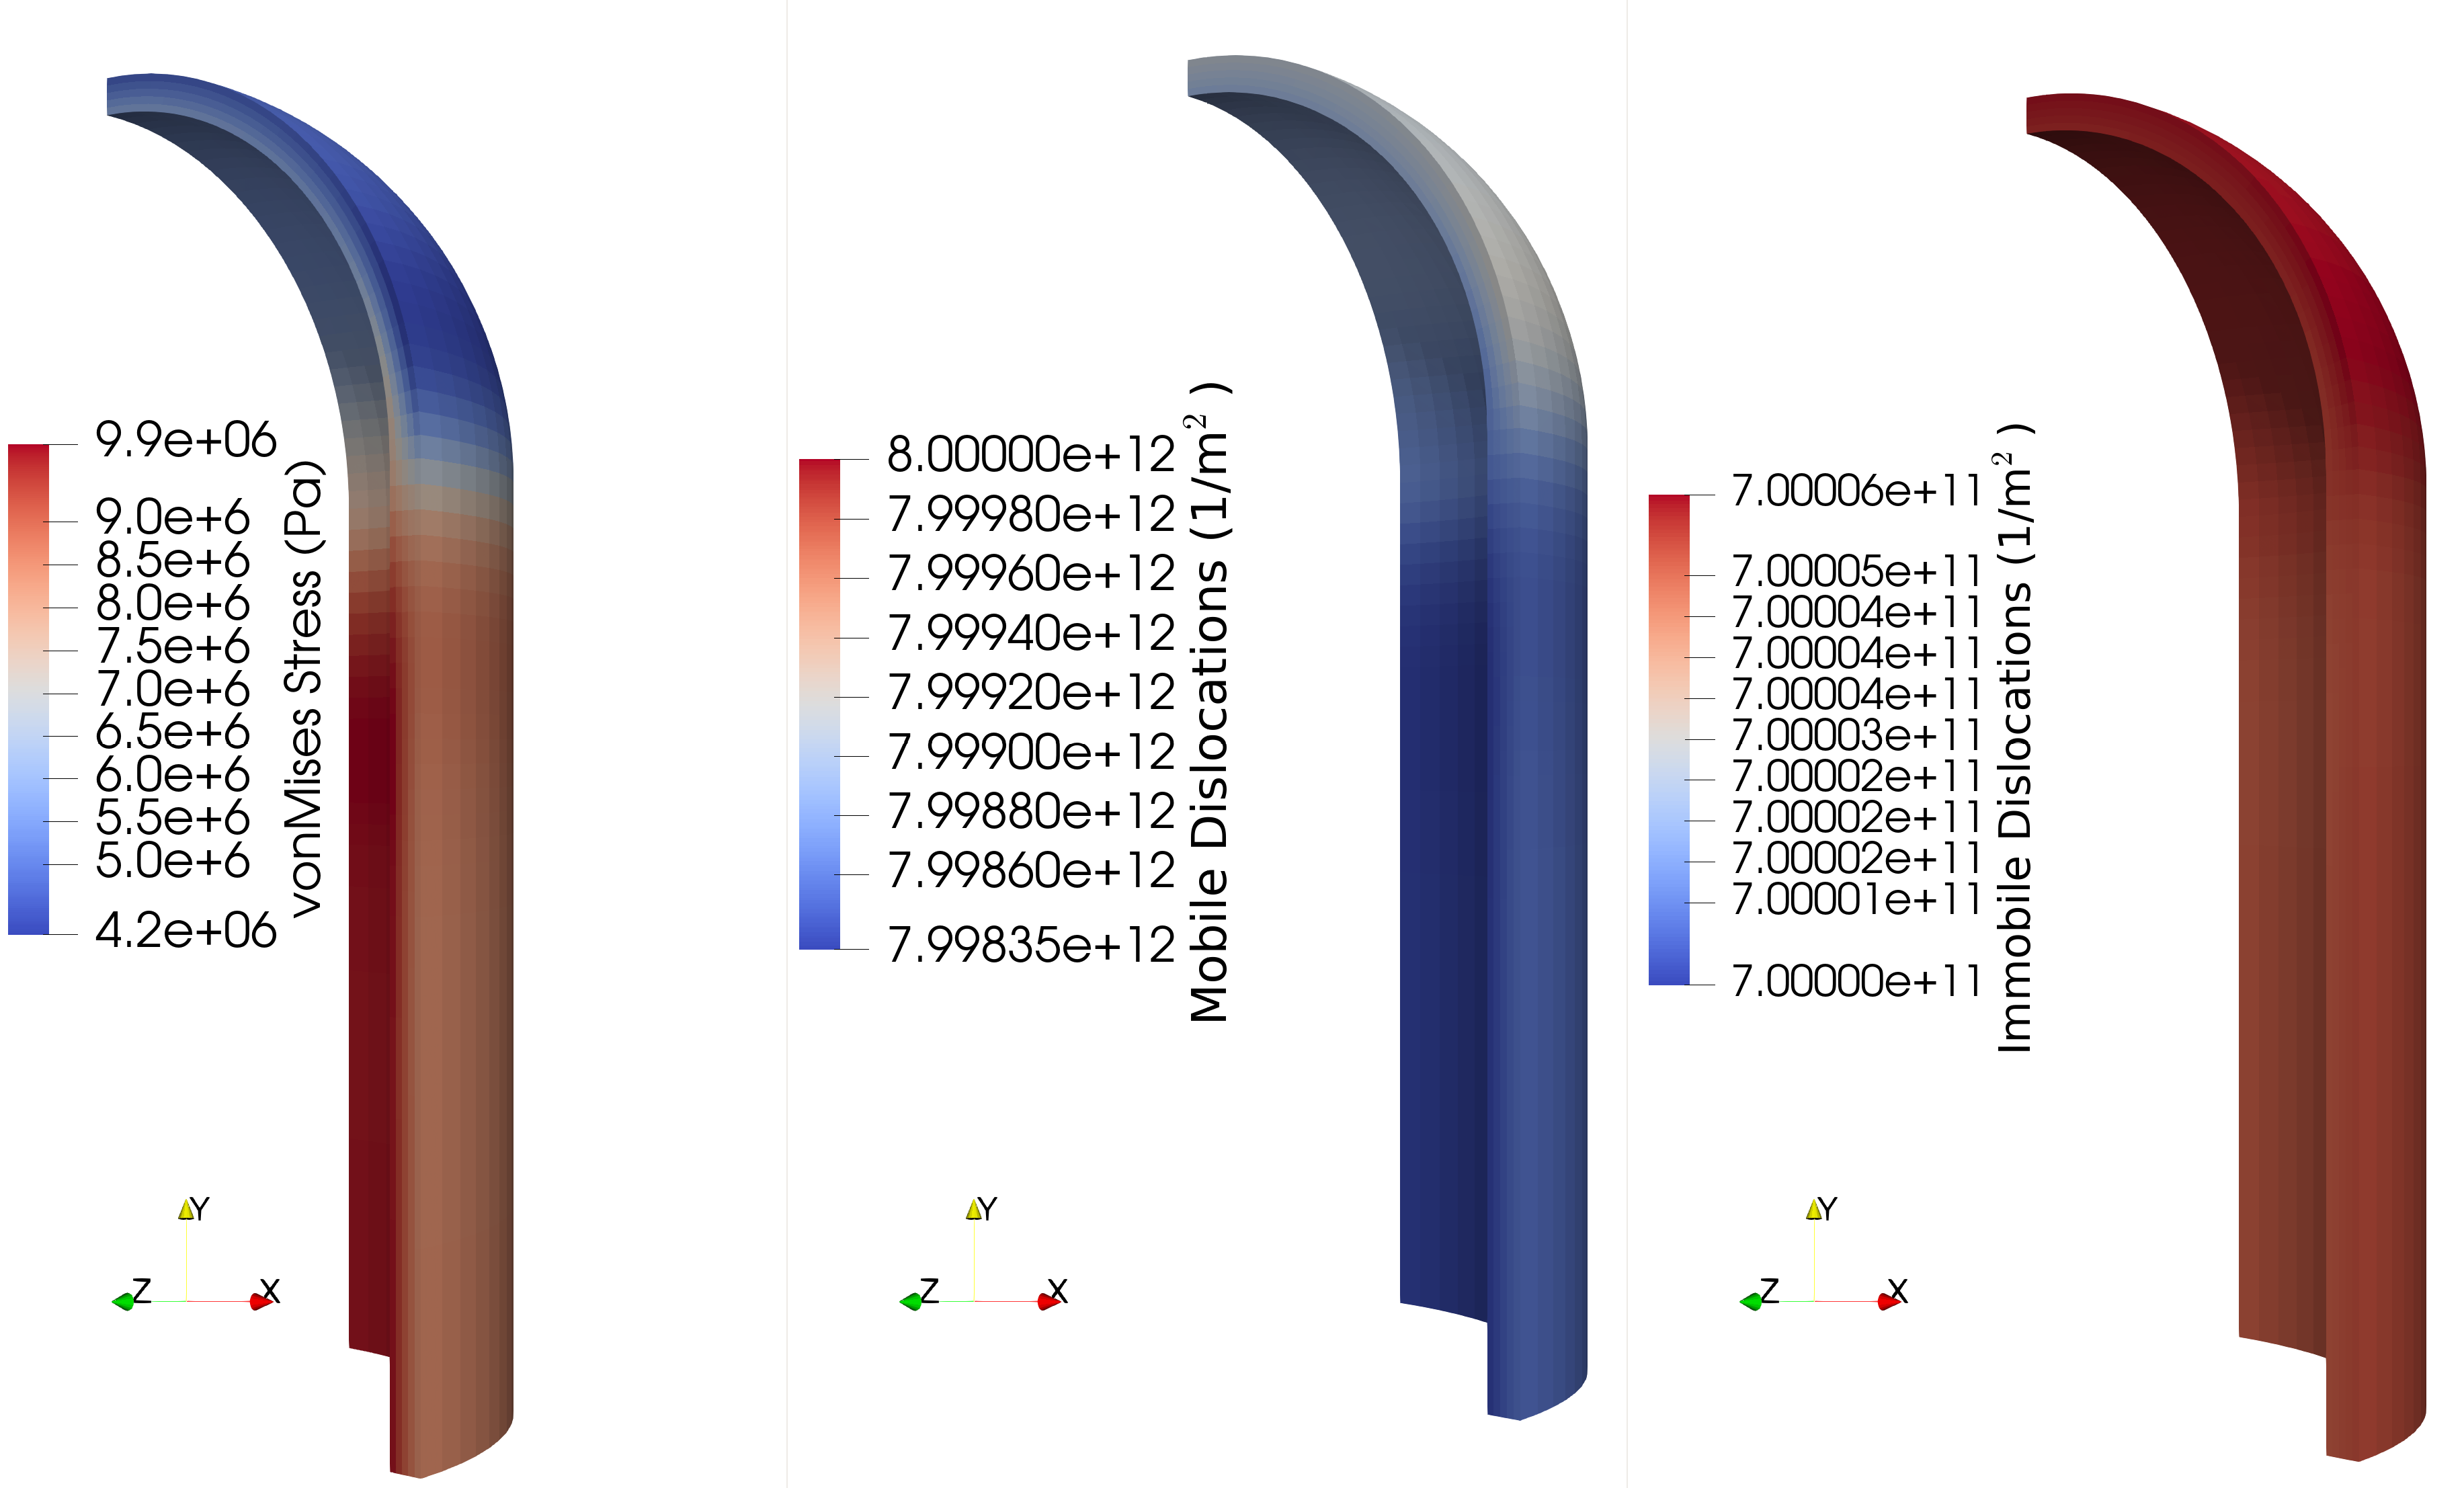 9.9e+06
9.0e+6
8.5e+6
8.0e+6
7.5e+6
7.0e+6
6.5e+6
6.0e+6
5.5e+6
5.0e+6
4.2e+06
vonMises Stress (Pa)
Y
Z
X
8.00000e+12
7.99980e+12
7.99960e+12
7.99940e+12
7.99920e+12
7.99900e+12
7.99880e+12
7.99860e+12
7.99835e+12
Mobile Dislocations (1/m²)
Y
Z
X
7.00006e+11
7.00005e+11
7.00004e+11
7.00004e+11
7.00004e+11
7.00003e+11
7.00002e+11
7.00002e+11
7.00002e+11
7.00001e+11
7.00000e+11
Immobile Dislocations (1/m²)
Y
Z
X